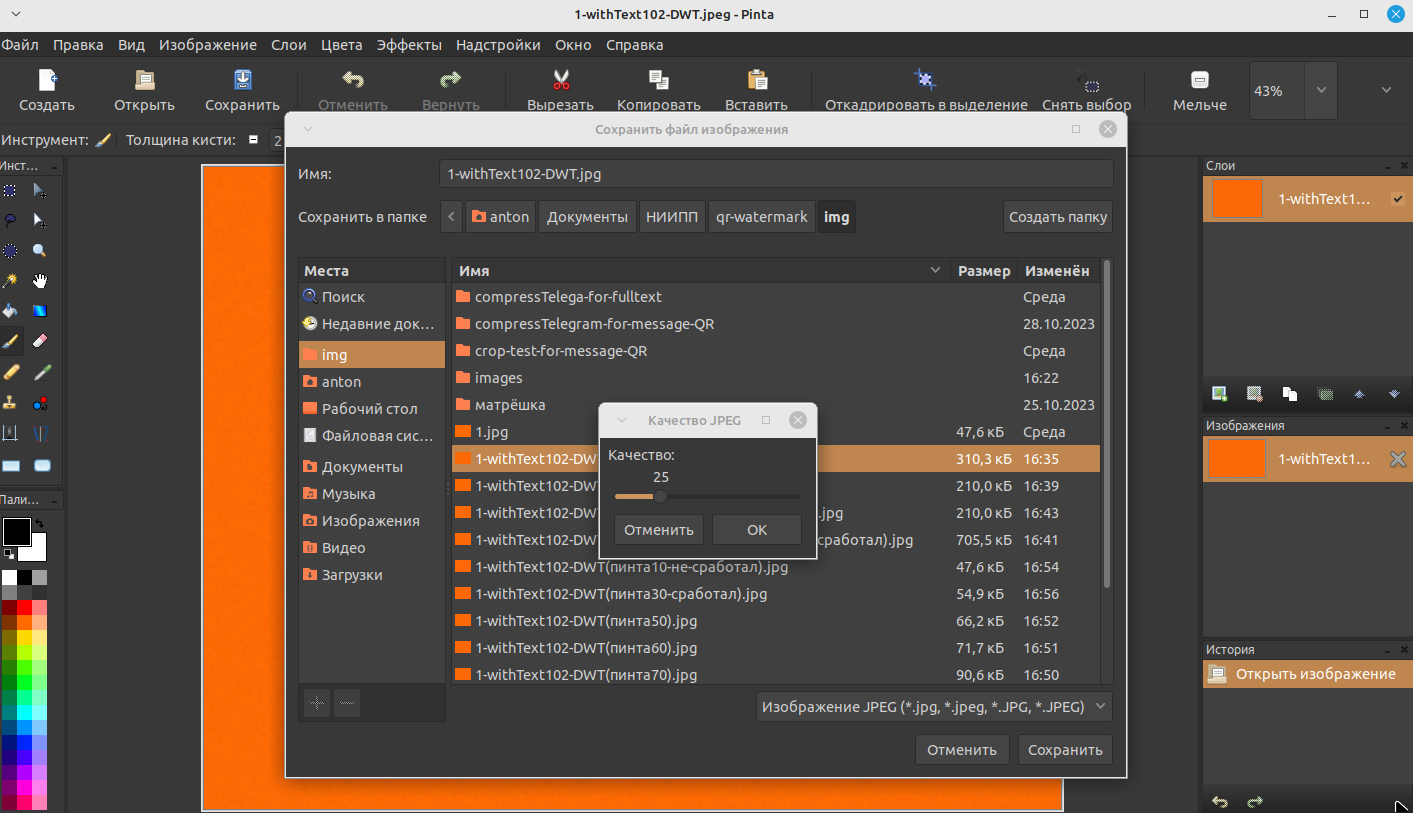 1-withText102-DWT.jpeg - Pinta
Файл Правка Вид Изображение Слои Цвета Эффекты Надстройки Окно Справка
Создать Открыть Сохранить Отменить Вернуть Вырезать Копировать Вставить Откадрировать в выделение Снять выбор Мельче 43%
Инструмент: Толщина кисти: 2
Инст...
Сохранить файл изображения
Имя: 1-withText102-DWT.jpg
Сохранить в папке anton Документы НИИПП qr-watermark img Создать папку
Места
Поиск
Недавние док...
img
anton
Рабочий стол
Файловая сис...
Документы
Музыка
Изображения
Видео
Загрузки
Имя Размер Изменён
compressTelega-for-fulltext Среда
compressTelegram-for-message-QR 28.10.2023
crop-test-for-message-QR Среда
images 16:22
матрёшка 25.10.2023
1.jpg 47,6 кБ Среда
1-withText102-DWT 310,3 кБ 16:35
1-withText102-DWT 210,0 кБ 16:39
1-withText102-DWT .jpg 210,0 кБ 16:43
1-withText102-DWT сработал).jpg 705,5 кБ 16:41
1-withText102-DWT(пинта10-не-сработал).jpg 47,6 кБ 16:54
1-withText102-DWT(пинта30-сработал).jpg 54,9 кБ 16:56
1-withText102-DWT(пинта50).jpg 66,2 кБ 16:52
1-withText102-DWT(пинта60).jpg 71,7 кБ 16:51
1-withText102-DWT(пинта70).jpg 90,6 кБ 16:50
Качество JPEG
Качество:
25
Отменить OK
Изображение JPEG (*.jpg, *.jpeg, *.JPG, *.JPEG)
Отменить Сохранить
Пали...
Слои
1-withText1...
Изображения
1-withText1...
История
Открыть изображение